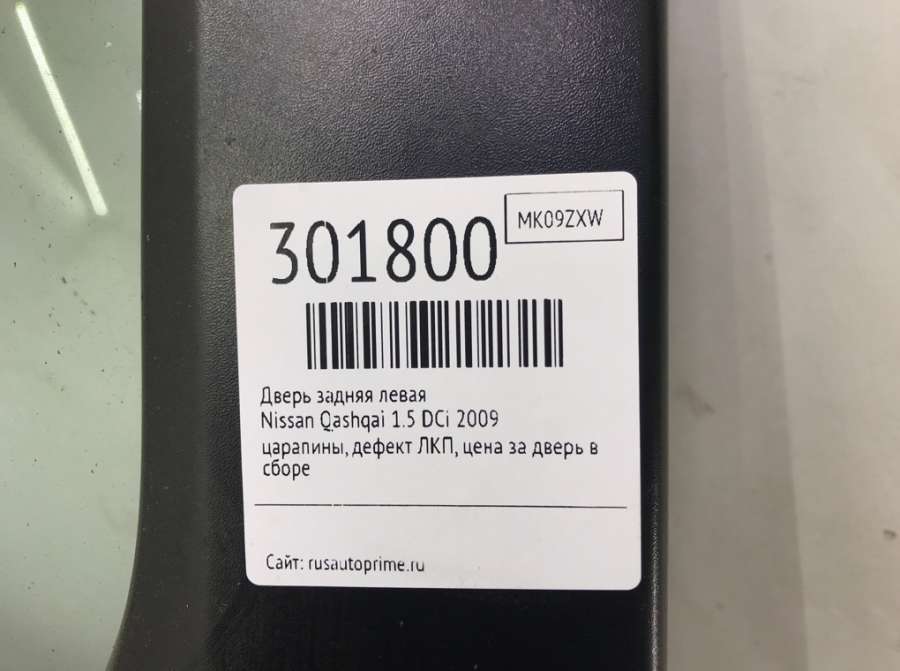 MK09ZXW
301800
Дверь задняя левая
Nissan Qashqai 1.5 DCi 2009
царапины, дефект ЛКП, цена за дверь в
сборе
Сайт: rusautoprime.ru